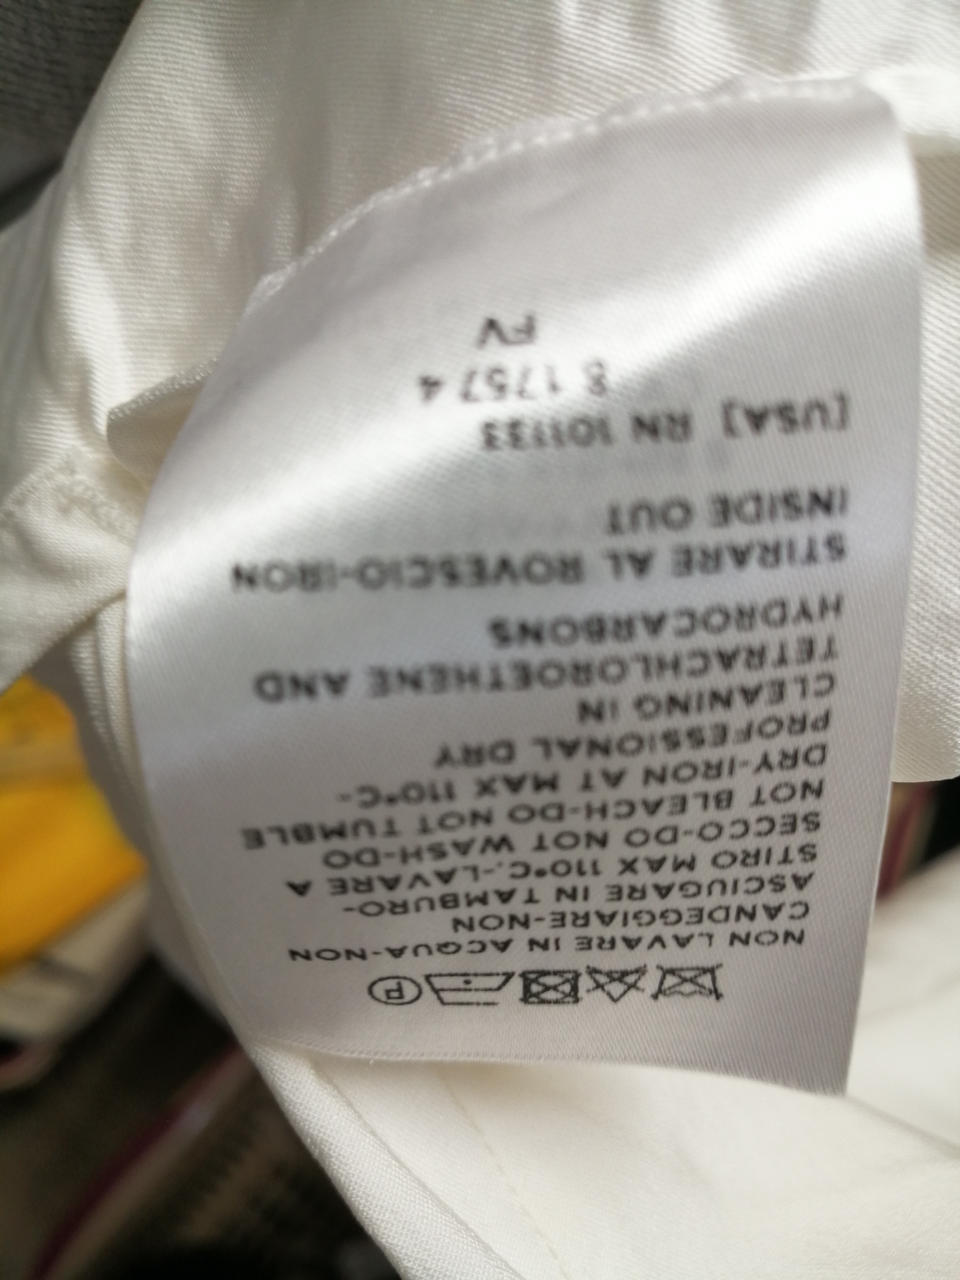 NON LAVARE IN ACQUA-NON
CANDEGGIARE-NON
ASCIUGARE IN TAMBURO-
STIRO MAX 110°C.-LAVARE A
SECCO-DO NOT WASH-DO
NOT BLEACH-DO NOT TUMBLE
DRY-IRON AT MAX 110°C-
PROFESSIONAL DRY
CLEANING IN
TETRACHLOROETHENE AND
HYDROCARBONS
STIRARE AL ROVESCIO-IRON
INSIDE OUT
[USA] RN 101133
8 1757 4
FV